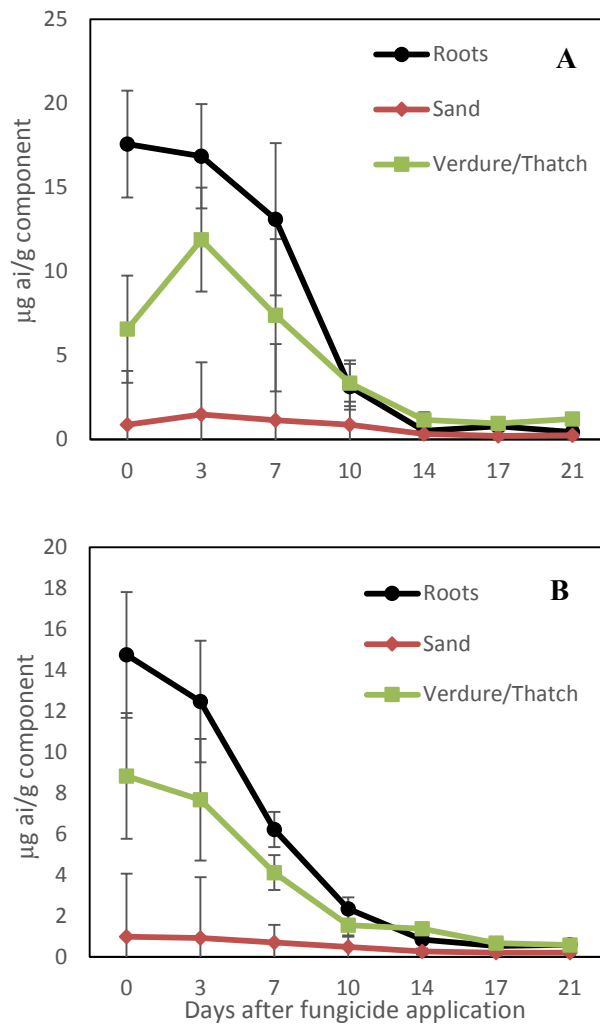 25
20
15
10
5
0
µg ai/g component
A
Roots
Sand
Verdure/Thatch
0 3 7 10 14 17 21
20
18
16
14
12
10
8
6
4
2
0
µg ai/g component
B
Roots
Sand
Verdure/Thatch
0 3 7 10 14 17 21
Days after fungicide application